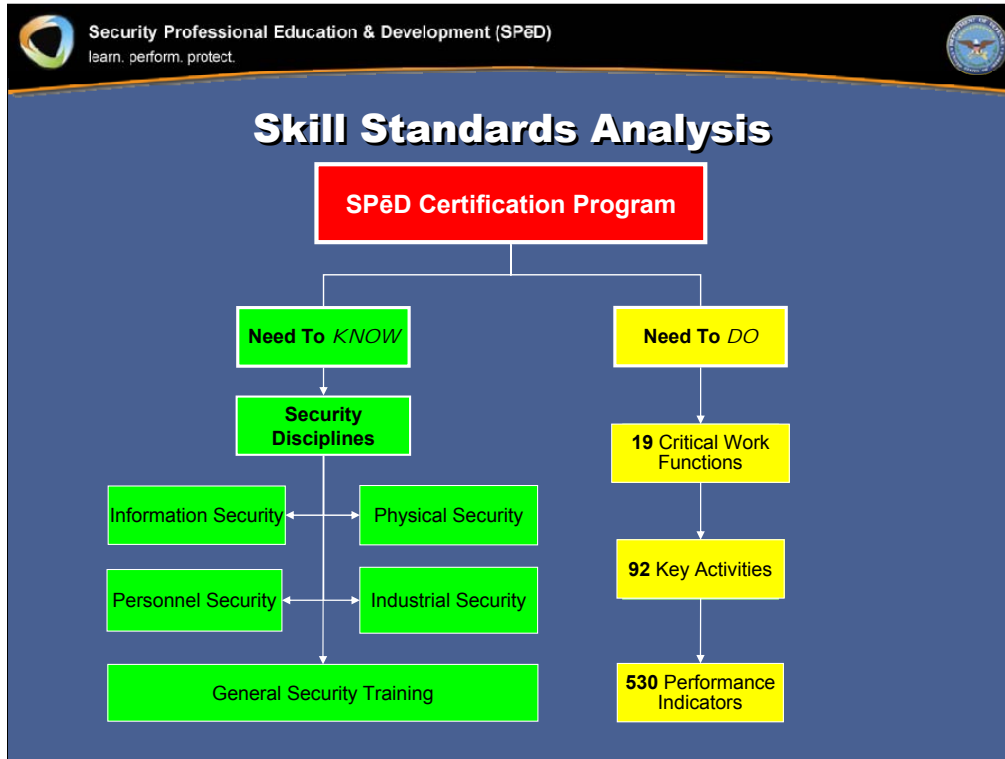 Security Professional Education & Development (SPēD)
learn. perform. protect.
Skill Standards Analysis
SPēD Certification Program
Need To KNOW
Need To DO
Security
Disciplines
19 Critical Work
Functions
Information Security
Physical Security
92 Key Activities
Personnel Security
Industrial Security
General Security Training
530 Performance
Indicators